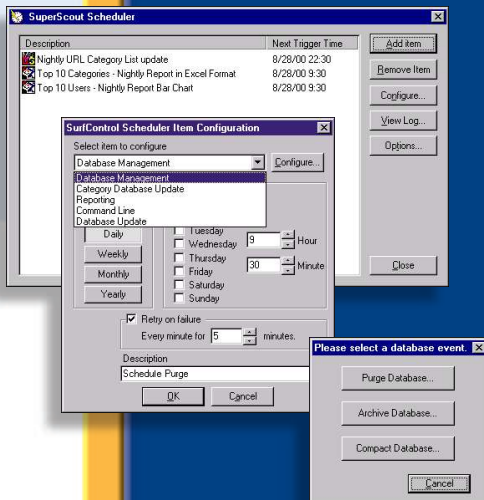 SuperScout Scheduler
Description Next Trigger Time
Nightly URL Category List update 8/28/00 22:30
Top 10 Categories - Nightly Report in Excel Format 8/28/00 9:30
Top 10 Users - Nightly Report Bar Chart 8/28/00 9:30
Add item
Remove Item
Configure...
View Log...
Options...
Close
SurfControl Scheduler Item Configuration
Select item to configure
Database Management
Configure...
Database Management
Category Database Update
Reporting
Command Line
Database Update
Daily
Weekly
Monthly
Yearly
Tuesday
Wednesday
Thursday
Friday
Saturday
Sunday
9 Hour
30 Minute
Retry on failure
Every minute for 5 minutes.
Description
Schedule Purge
OK Cancel
Please select a database event.
Purge Database...
Archive Database...
Compact Database...
Cancel